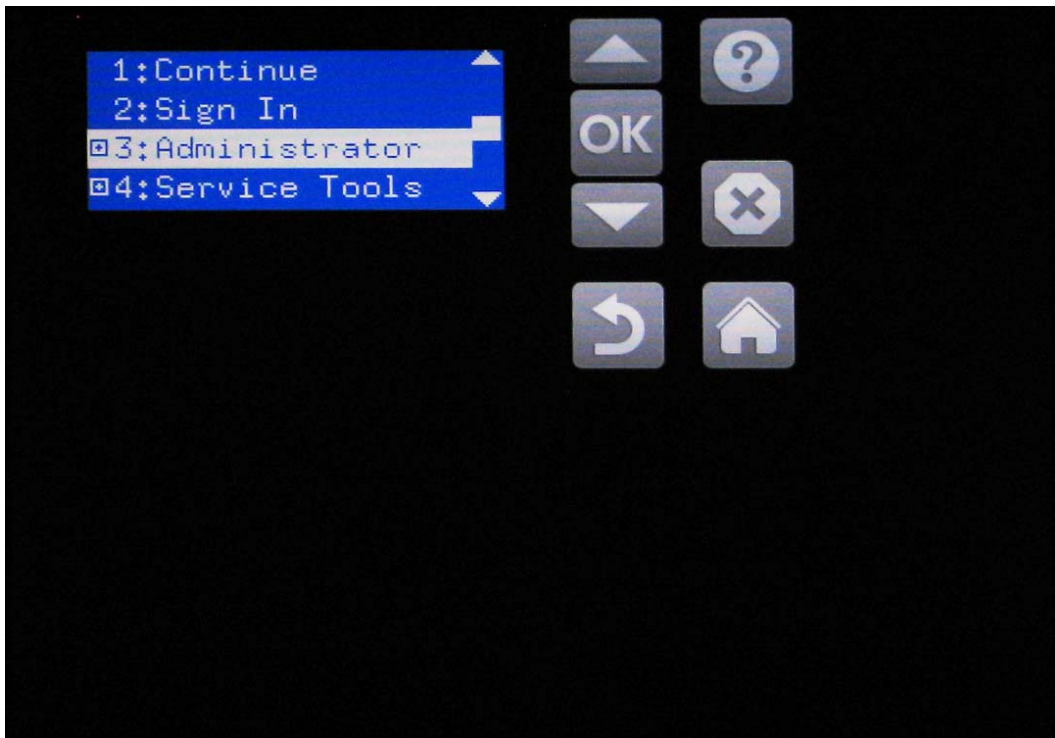 1:Continue
2:Sign In
3:Administrator
4:Service Tools
OK
?